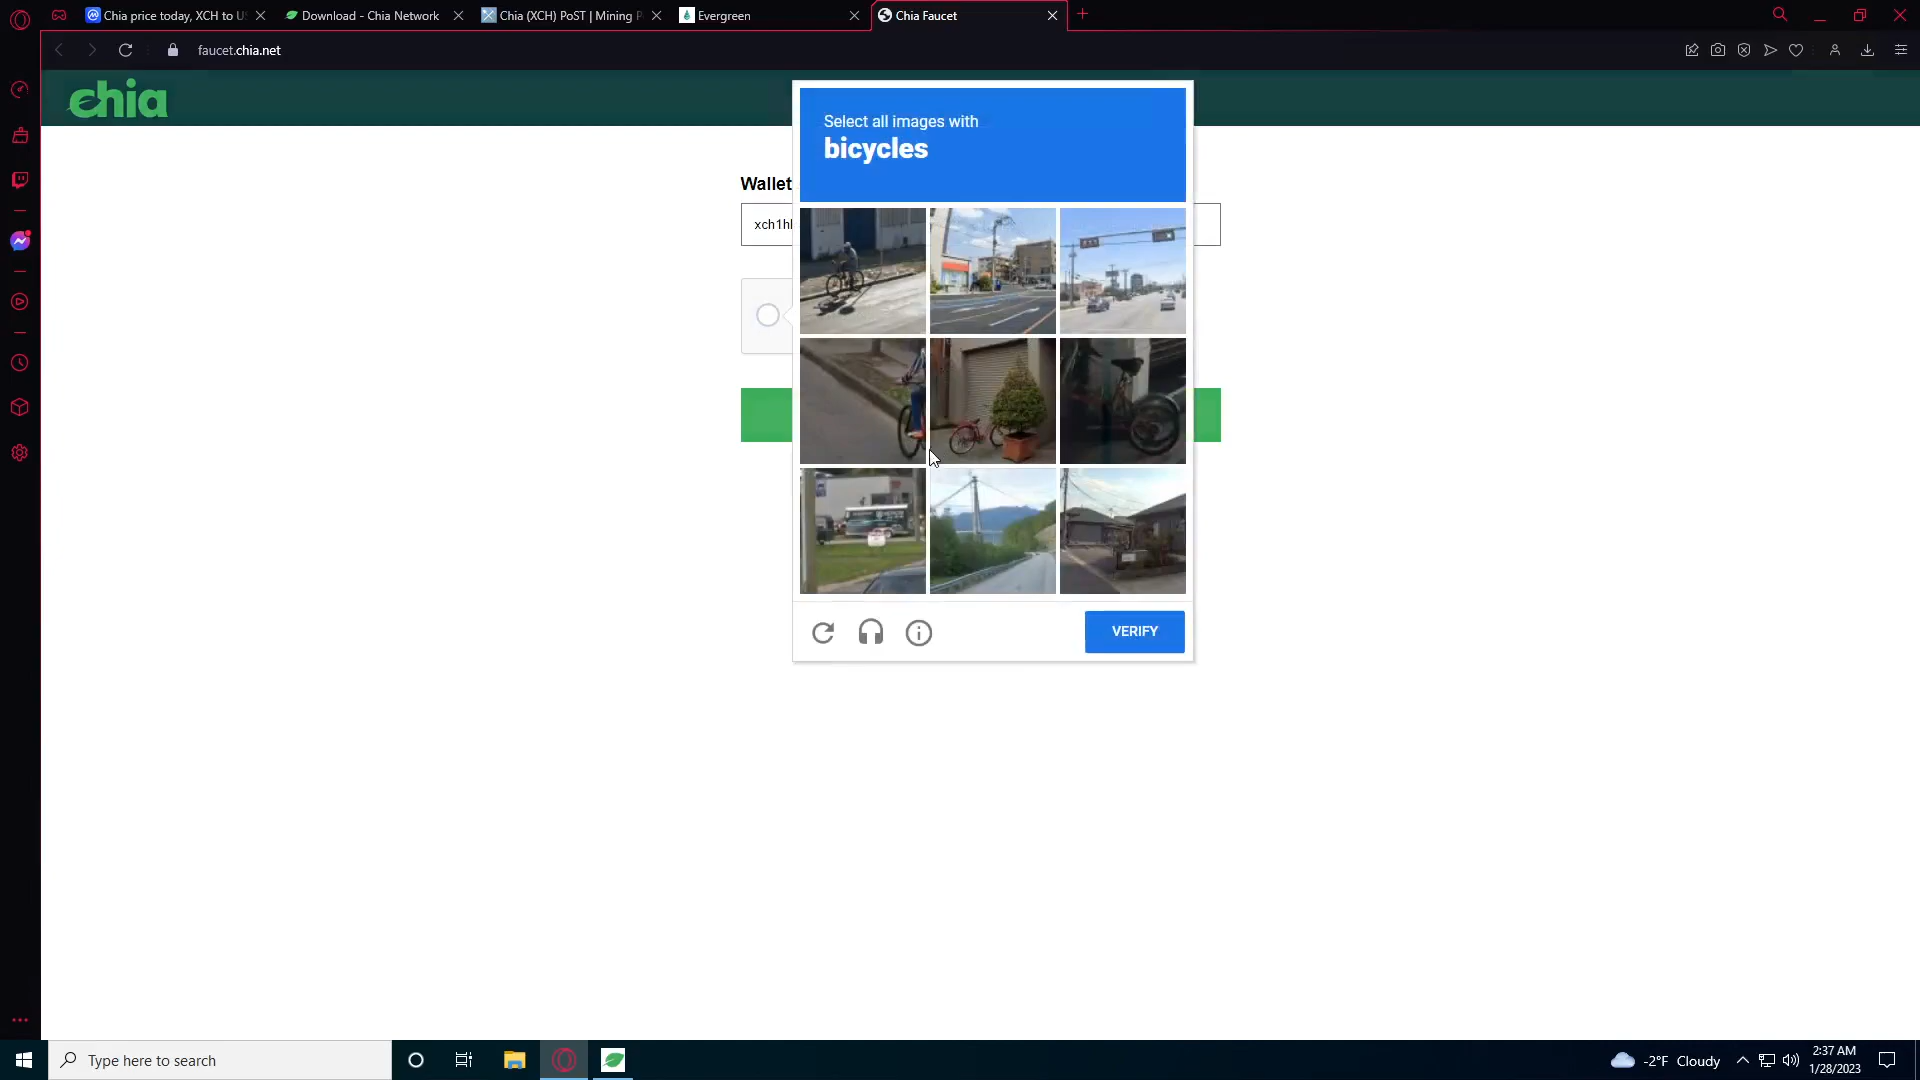 Chia price today, XCH to U
Download - Chia Network
Chia (XCH) PoST | Mining P
Evergreen
Chia Faucet
faucet.chia.net
chia
Wallet
xch1hl
Select all images with
bicycles
VERIFY
Type here to search
-2°F Cloudy
2:37 AM
1/28/2023